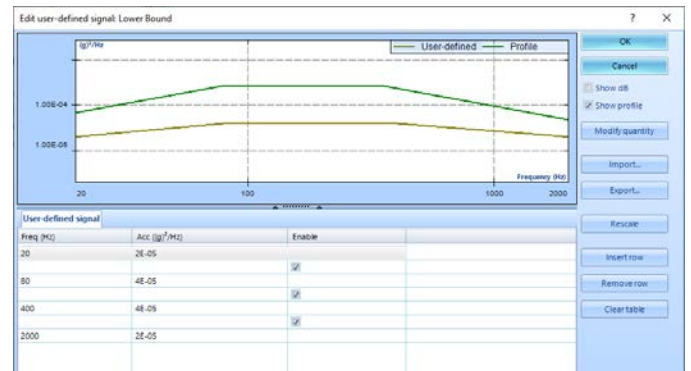 Edit user-defined signal: Lower Bound
? X
(g)²/Hz
User-defined
Profile
1.00E-04
1.00E-05
Frequency (Hz)
20
100
1000
2000
OK
Cancel
Show dB
Show profile
Modify quantity
Import...
Export...
Rescale
Insert row
Remove row
Clear table
User-defined signal
Freq (Hz) Acc ((g)²/Hz) Enable
20 2E-05
80 4E-05
400 4E-05
2000 2E-05